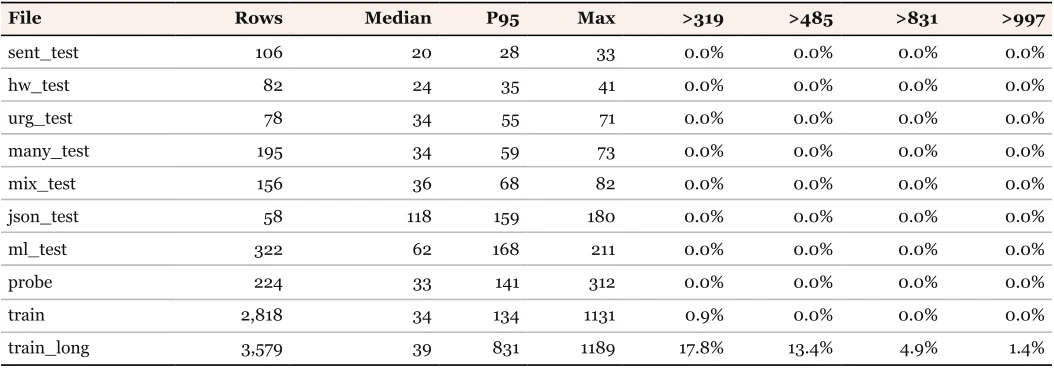 File Rows Median P95 Max >319 >485 >831 >997
sent_test 106 20 28 33 0.0% 0.0% 0.0% 0.0%
hw_test 82 24 35 41 0.0% 0.0% 0.0% 0.0%
urg_test 78 34 55 71 0.0% 0.0% 0.0% 0.0%
many_test 195 34 59 73 0.0% 0.0% 0.0% 0.0%
mix_test 156 36 68 82 0.0% 0.0% 0.0% 0.0%
json_test 58 118 159 180 0.0% 0.0% 0.0% 0.0%
ml_test 322 62 168 211 0.0% 0.0% 0.0% 0.0%
probe 224 33 141 312 0.0% 0.0% 0.0% 0.0%
train 2,818 34 134 1131 0.9% 0.0% 0.0% 0.0%
train_long 3,579 39 831 1189 17.8% 13.4% 4.9% 1.4%